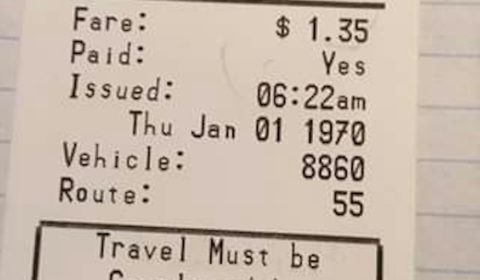 Fare: $ 1.35
Paid: Yes
Issued: 06:22am
Thu Jan 01 1970
Vehicle: 8860
Route: 55
Travel Must be